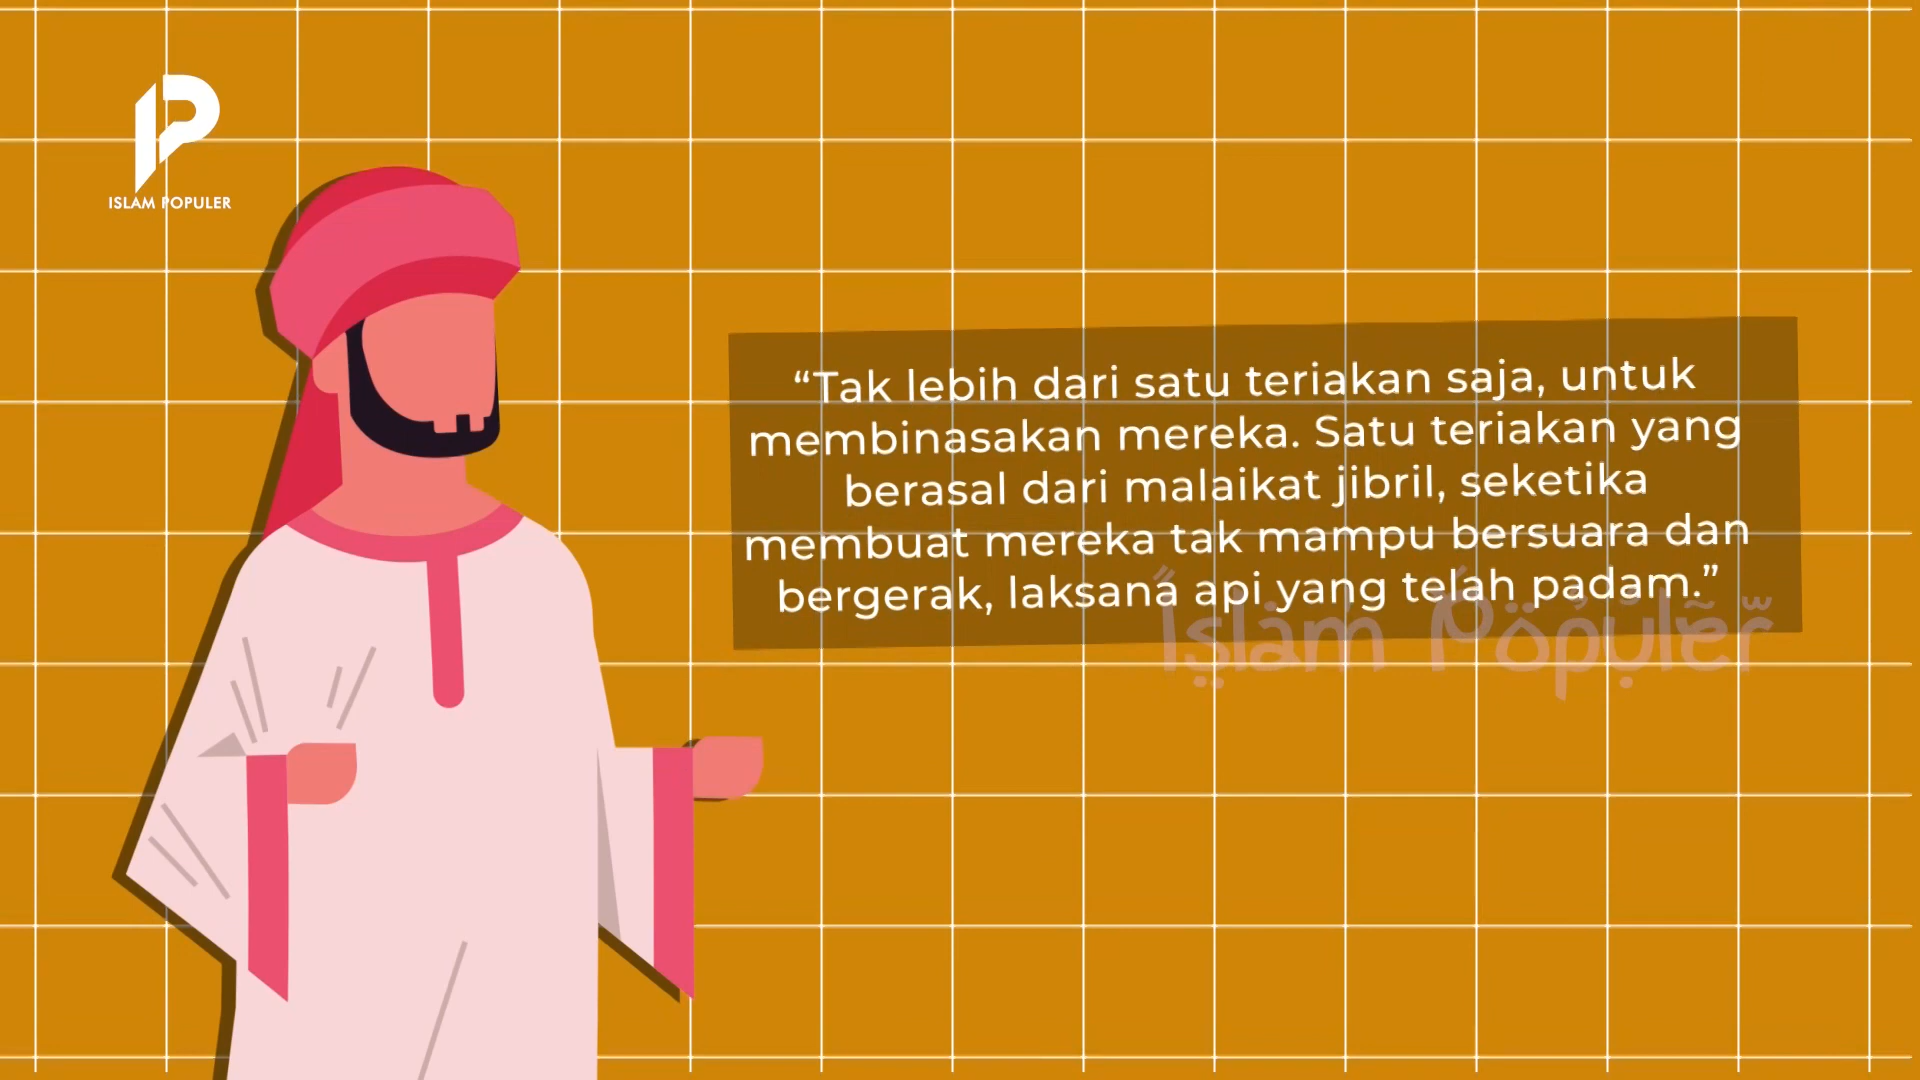 ISLAM POPULER
“Tak lebih dari satu teriakan saja, untuk
membinasakan mereka. Satu teriakan yang
berasal dari malaikat jibril, seketika
membuat mereka tak mampu bersuara dan
bergerak, laksana api yang telah padam.”
Islam Populer